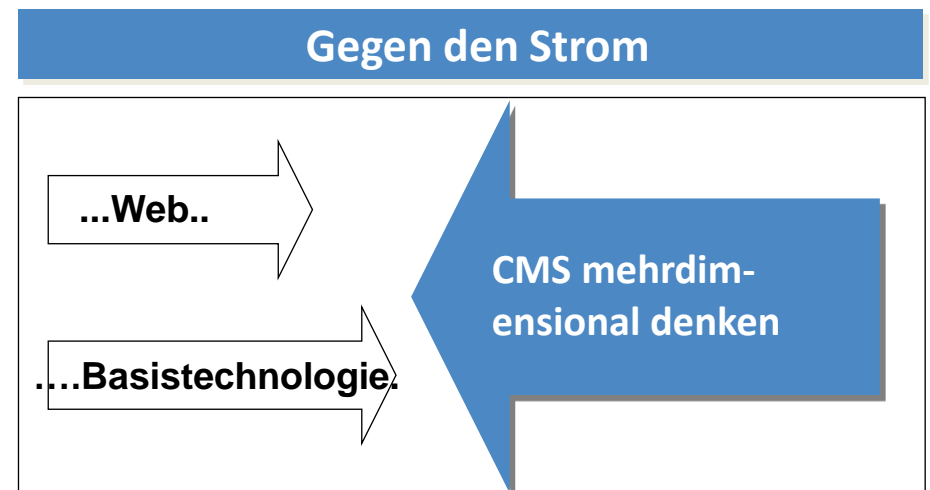 Gegen den Strom
...Web..
CMS mehrdim-
ensional denken
....Basistechnologie.